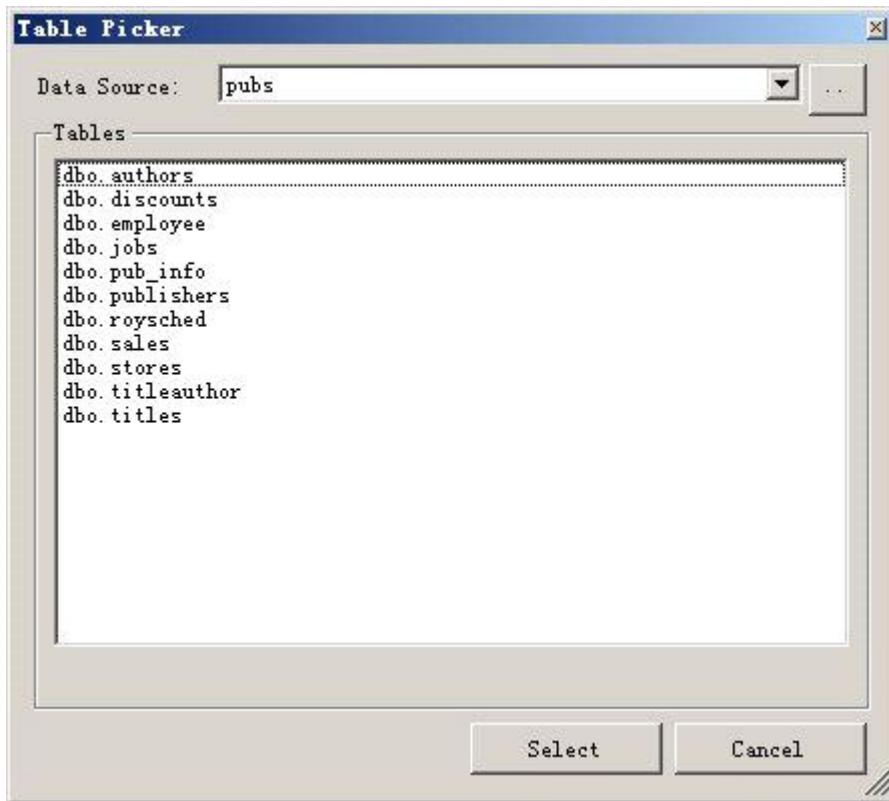 Table Picker
Data Source: pubs ..
Tables
dbo.authors
dbo.discounts
dbo.employee
dbo.jobs
dbo.pub_info
dbo.publishers
dbo.roysched
dbo.sales
dbo.stores
dbo.titleauthor
dbo.titles
Select Cancel